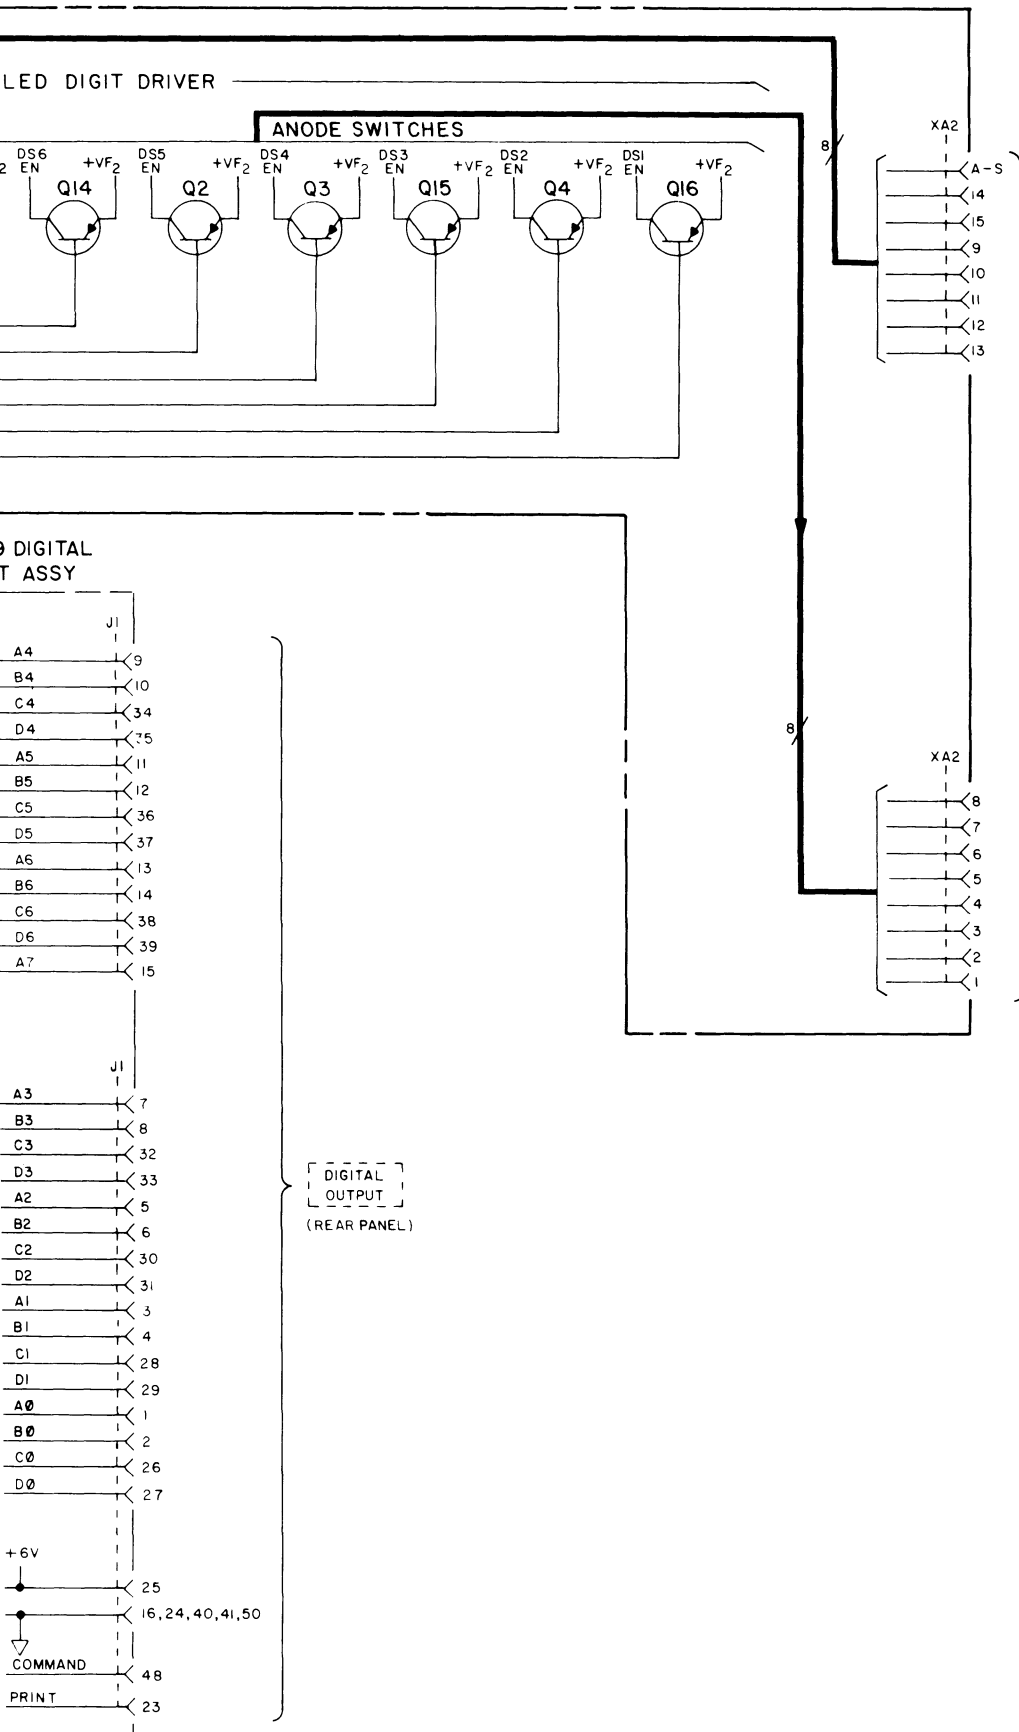 LED DIGIT DRIVER
ANODE SWITCHES
XA2
8
2 DS6 EN +VF2 DS5 EN +VF2 DS4 EN +VF2 DS3 EN +VF2 DS2 EN +VF2 DS1 EN +VF2
Q14 Q2 Q3 Q15 Q4 Q16
A-S
14
15
9
10
11
12
13
9 DIGITAL
T ASSY
J1
A4 9
B4 10
C4 34
D4 35
A5 11
B5 12
C5 36
D5 37
A6 13
B6 14
C6 38
D6 39
A7 15
8
XA2
8
7
6
5
4
3
2
1
J1
A3 7
B3 8
C3 32
D3 33
A2 5
B2 6
C2 30
D2 31
A1 3
B1 4
C1 28
D1 29
AØ 1
BØ 2
CØ 26
DØ 27
DIGITAL
OUTPUT
(REAR PANEL)
+6V
25
16,24,40,41,50
COMMAND 48
PRINT 23